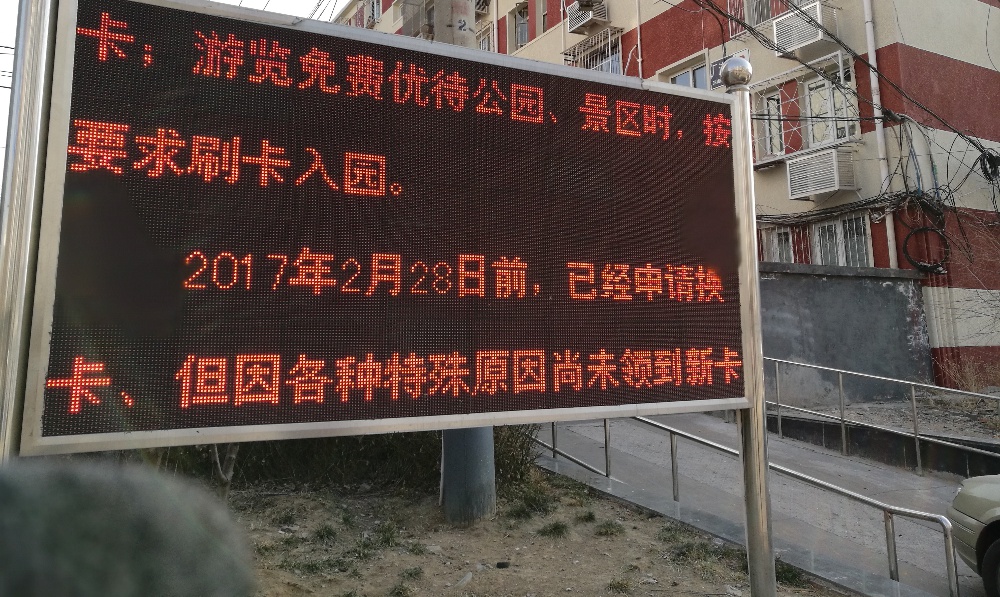 卡；游览免费优待公园、景区时，按
要求刷卡入园。
2017年2月28日前，已经申请换
卡、但因各种特殊原因尚未领到新卡